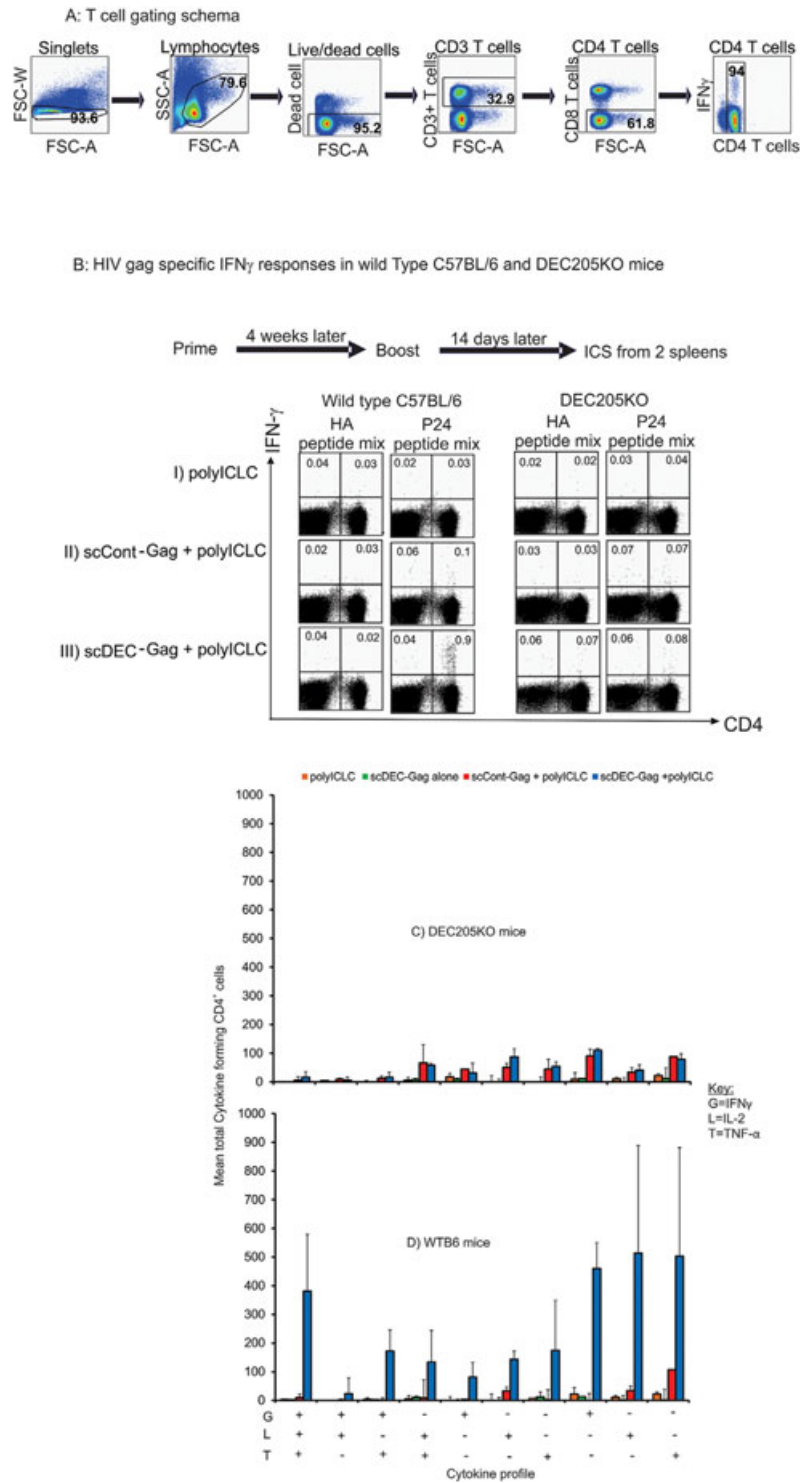 A: T cell gating schema
Singlets
Lymphocytes
Live/dead cells
CD3 T cells
CD4 T cells
CD4 T cells
FSC-W
93.6
FSC-A
SSC-A
79.6
FSC-A
Dead cell
95.2
FSC-A
CD3+ T cells
32.9
FSC-A
CD8 T cells
61.8
FSC-A
IFNγ
94
CD4 T cells
B: HIV gag specific IFNγ responses in wild Type C57BL/6 and DEC205KO mice
Prime 4 weeks later Boost 14 days later ICS from 2 spleens
Wild type C57BL/6 DEC205KO
HA P24 HA P24
peptide mix peptide mix peptide mix peptide mix
IFN-γ
I) polyICLC
0.04 0.03 0.02 0.03 0.02 0.02 0.03 0.04
II) scCont-Gag + polyICLC
0.02 0.03 0.06 0.1 0.03 0.03 0.07 0.07
III) scDEC-Gag + polyICLC
0.04 0.02 0.04 0.9 0.06 0.07 0.06 0.08
CD4
polyICLC scDEC-Gag alone scCont-Gag + polyICLC scDEC-Gag +polyICLC
Mean total Cytokine forming CD4+ cells
1000
900
800
700
600
500
400
300
200
100
0
C) DEC205KO mice
1000
900
800
700
600
500
400
300
200
100
0
D) WTB6 mice
Key:
G=IFNγ
L=IL-2
T=TNF-α
G + + + - + - - + - -
L + + - + - + - - + -
T + - + + - - + - - +
Cytokine profile